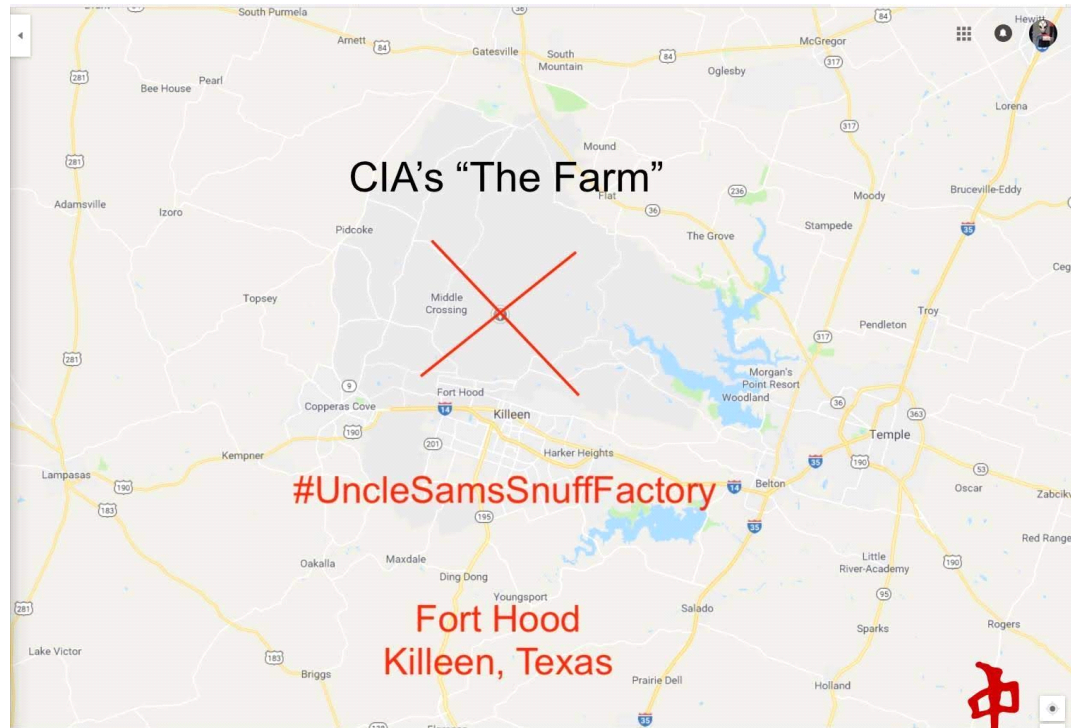 South Purmela
36
84
Hewitt
Arnett
84
Gatesville
South
Mountain
84
McGregor
317
281
Bee House
Pearl
Oglesby
Lorena
317
281
Mound
CIA's “The Farm”
Flat
236
Moody
Bruceville-Eddy
Adamsville
Izoro
36
35
Pidcoke
The Grove
Stampede
Topsey
Middle
Crossing
Troy
Pendleton
317
281
Morgan's
Point Resort
9
Fort Hood
Woodland
Copperas Cove
14
Killeen
36
363
190
201
Temple
Kempner
Harker Heights
35
190
Lampasas
53
190
#UncleSamsSnuffFactory
14
Belton
Oscar
183
195
35
Red Range
Oakalla
Maxdale
Ding Dong
Little
River-Academy
190
Youngsport
95
281
Fort Hood
Salado
Sparks
Rogers
Lake Victor
183
Killeen, Texas
Briggs
Prairie Dell
Holland
中
35